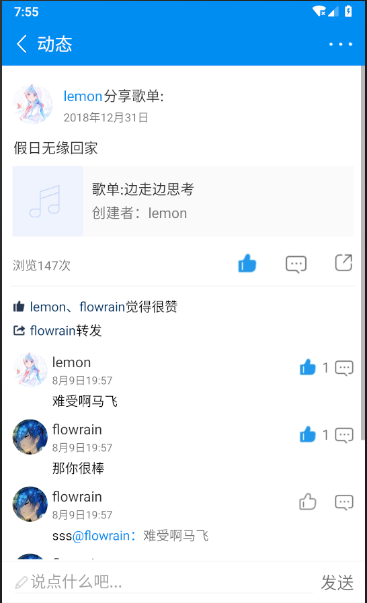 7:55
动态
lemon分享歌单:
2018年12月31日
假日无缘回家
歌单:边走边思考
创建者：lemon
浏览147次
lemon、flowrain觉得很赞
flowrain转发
lemon
1
8月9日19:57
难受啊马飞
flowrain
1
8月9日19:57
那你很棒
flowrain
8月9日19:57
sss@flowrain：难受啊马飞
说点什么吧...
发送